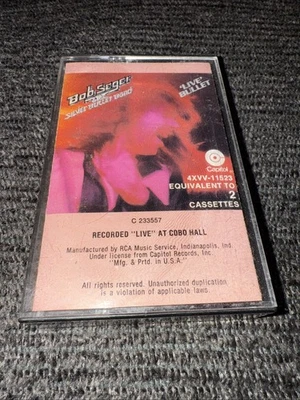 Bob Seger
SILVER BULLET BAND
"LIVE"
BULLET
Capitol
4XVV-11523
EQUIVALENT TO
2
CASSETTES
C 233557
RECORDED "LIVE" AT COBO HALL
Manufactured by RCA Music Service, Indianapolis, Ind.
Under license from Capitol Records, Inc.
"Mfg. & Prtd. in U.S.A."
All rights reserved. Unauthorized duplication
is a violation of applicable laws.